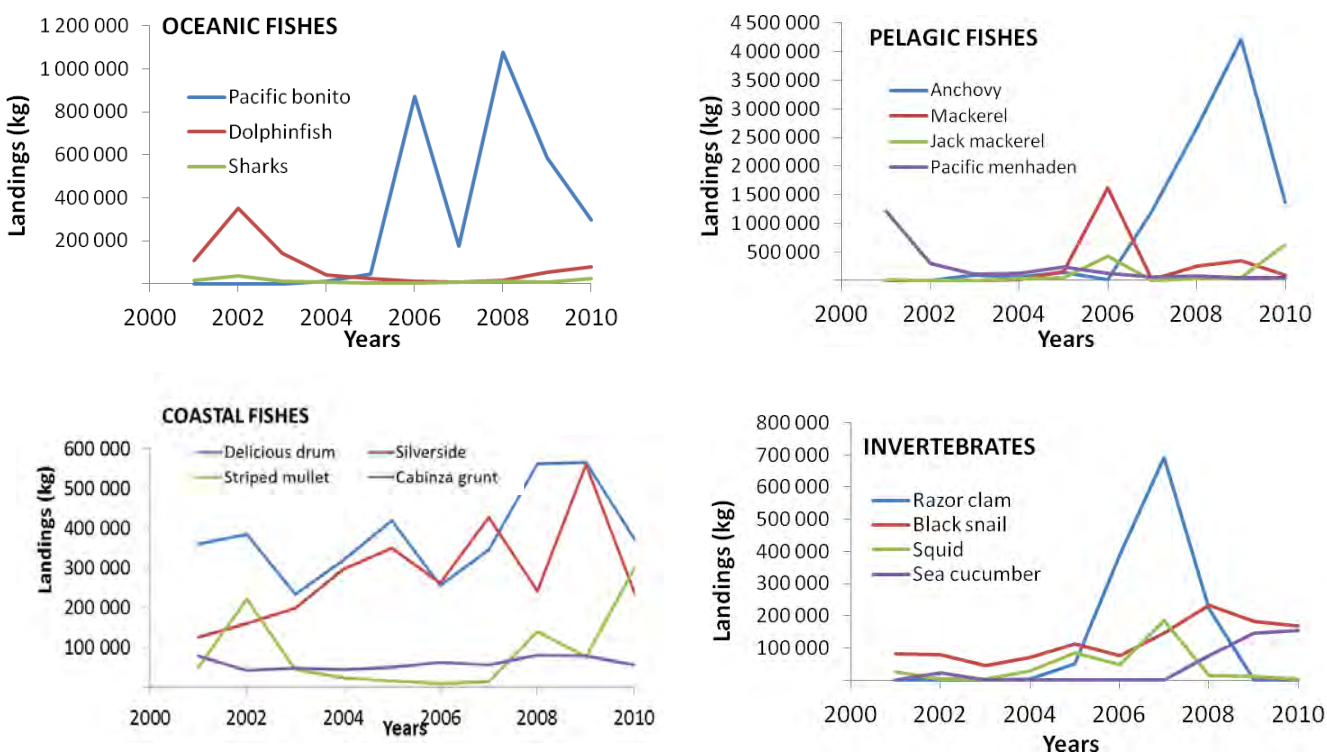 OCEANIC FISHES
Landings (kg)
1 200 000
1 000 000
800 000
600 000
400 000
200 000
Pacific bonito
Dolphinfish
Sharks
2000 2002 2004 2006 2008 2010
Years
PELAGIC FISHES
Landings (kg)
4 500 000
4 000 000
3 500 000
3 000 000
2 500 000
2 000 000
1 500 000
1 000 000
500 000
Anchovy
Mackerel
Jack mackerel
Pacific menhaden
2000 2002 2004 2006 2008 2010
Years
COASTAL FISHES
Landings (kg)
600 000
500 000
400 000
300 000
200 000
100 000
Delicious drum Silverside
Striped mullet Cabinza grunt
2000 2002 2004 2006 2008 2010
Years
INVERTEBRATES
Landings (kg)
800 000
700 000
600 000
500 000
400 000
300 000
200 000
100 000
Razor clam
Black snail
Squid
Sea cucumber
2000 2002 2004 2006 2008 2010
Years